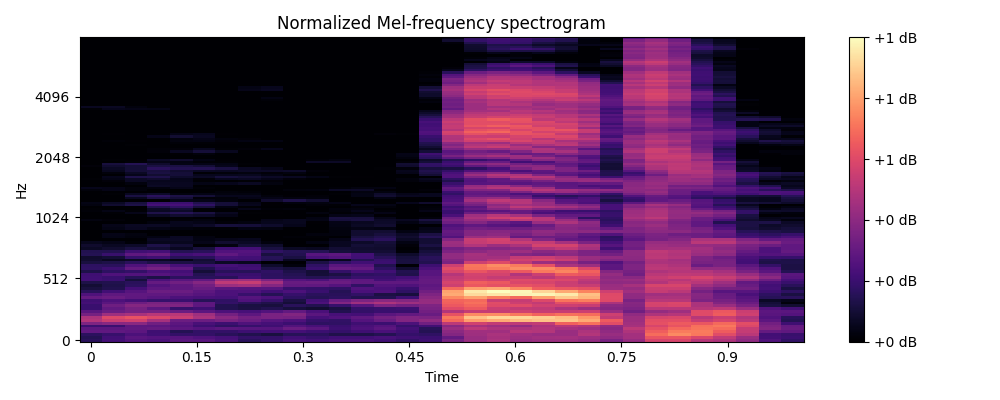 Normalized Mel-frequency spectrogram
Hz
4096
2048
1024
512
0
0 0.15 0.3 0.45 0.6 0.75 0.9
Time
+1 dB
+1 dB
+1 dB
+0 dB
+0 dB
+0 dB